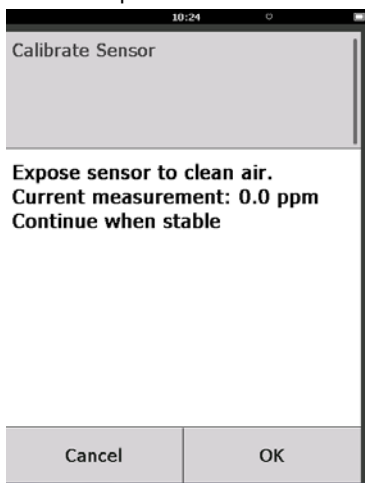 10:24
Calibrate Sensor
Expose sensor to clean air.
Current measurement: 0.0 ppm
Continue when stable
Cancel OK